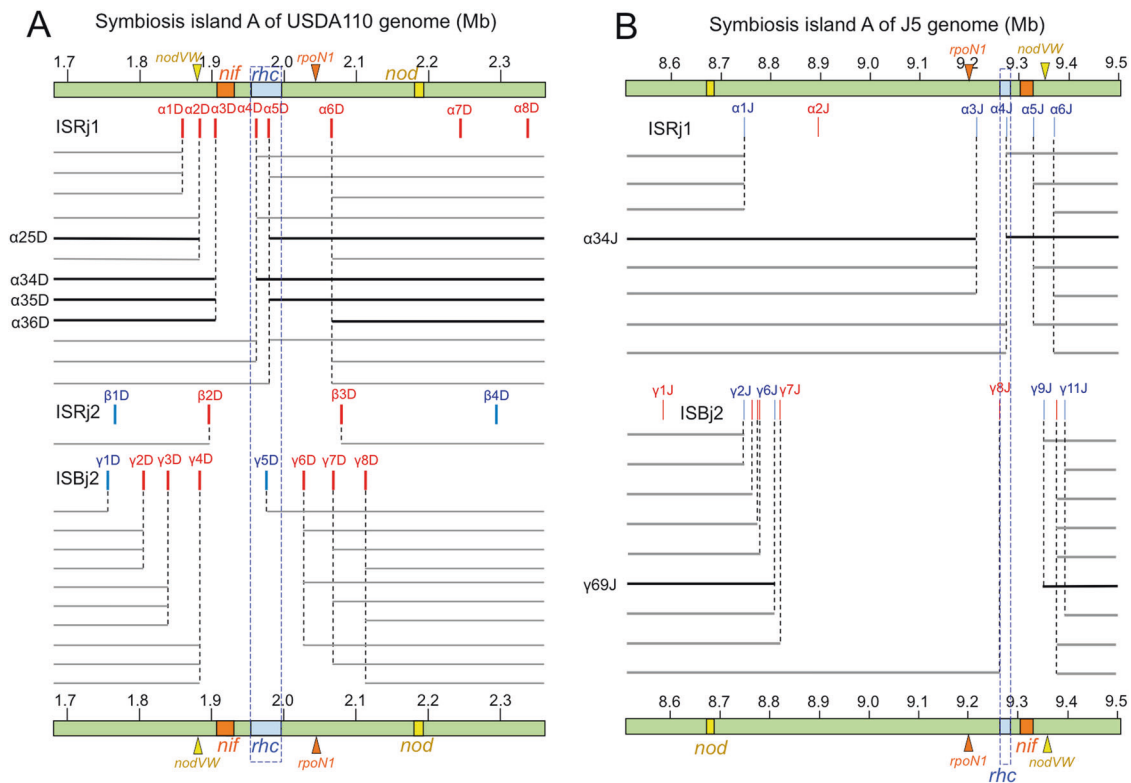 A
Symbiosis island A of USDA110 genome (Mb)
nodVW
rpoN1
nif
rhc
nod
1.7 1.8 1.9 2.0 2.1 2.2 2.3
α1D α2D α3D α4D α5D α6D α7D α8D
ISRj1
α25D
α34D
α35D
α36D
β1D β2D β3D β4D
ISRj2
γ1D γ2D γ3D γ4D γ5D γ6D γ7D γ8D
ISBj2
1.7 1.8 1.9 2.0 2.1 2.2 2.3
nif rhc nod
nodVW rpoN1
B
Symbiosis island A of J5 genome (Mb)
rpoN1 nodVW
8.6 8.7 8.8 8.9 9.0 9.1 9.2 9.3 9.4 9.5
α1J α2J α3J α4J α5J α6J
ISRj1
α34J
γ1J γ2J γ6J γ7J γ8J γ9J γ11J
ISBj2
γ69J
8.6 8.7 8.8 8.9 9.0 9.1 9.2 9.3 9.4 9.5
nod rpoN1 nif nodVW
rhc